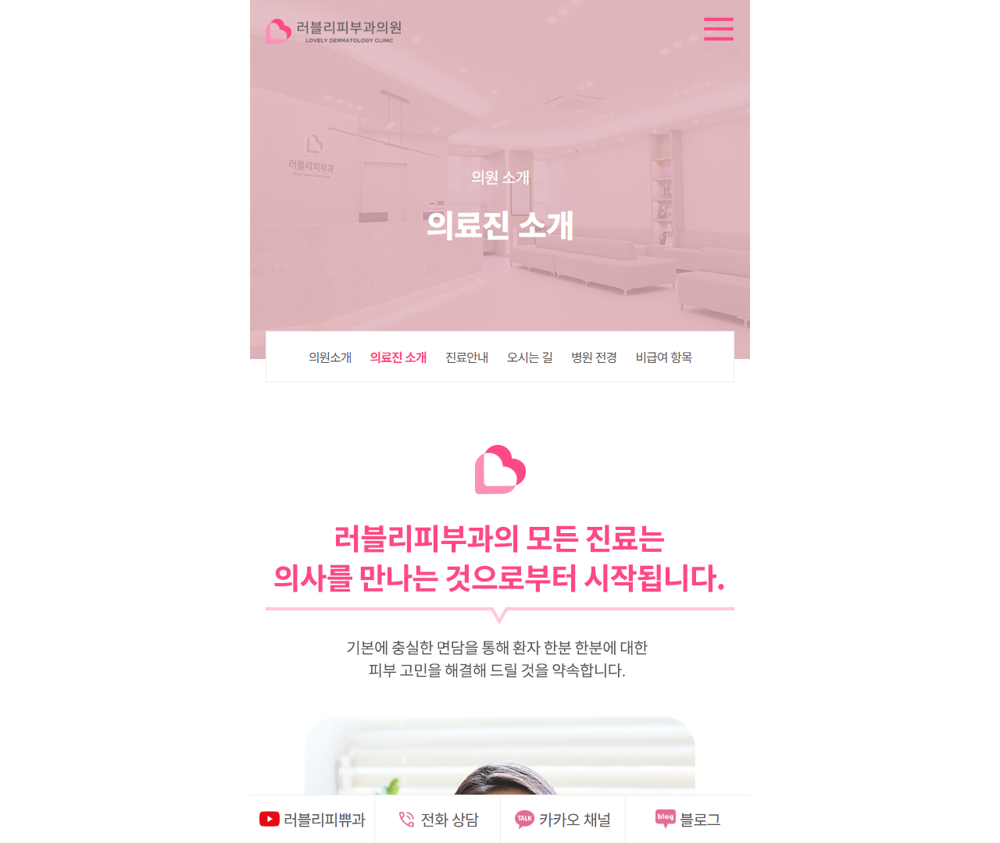 러블리피부과의원
LOVELY DERMATOLOGY CLINIC
러블리피부과
의원 소개
의료진 소개
의원소개 의료진 소개 진료안내 오시는 길 병원 전경 비급여 항목
러블리피부과의 모든 진료는
의사를 만나는 것으로부터 시작됩니다.
기본에 충실한 면담을 통해 환자 한분 한분에 대한
피부 고민을 해결해 드릴 것을 약속합니다.
러블리피쀼과 전화 상담 TALK 카카오 채널 blog 블로그